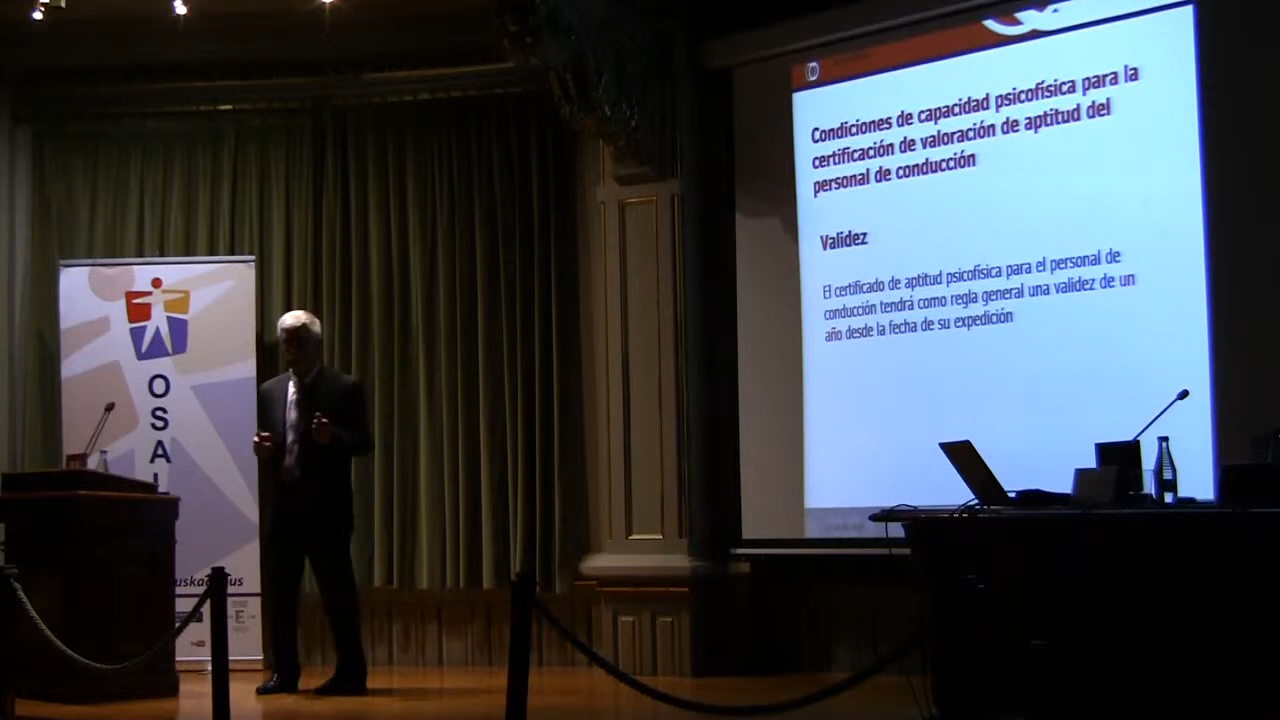 Condiciones de capacidad psicofísica para la
certificación de valoración de aptitud del
personal de conducción
Validez
El certificado de aptitud psicofísica para el personal de
conducción tendrá como regla general una validez de un
año desde la fecha de su expedición
O
S
A
E